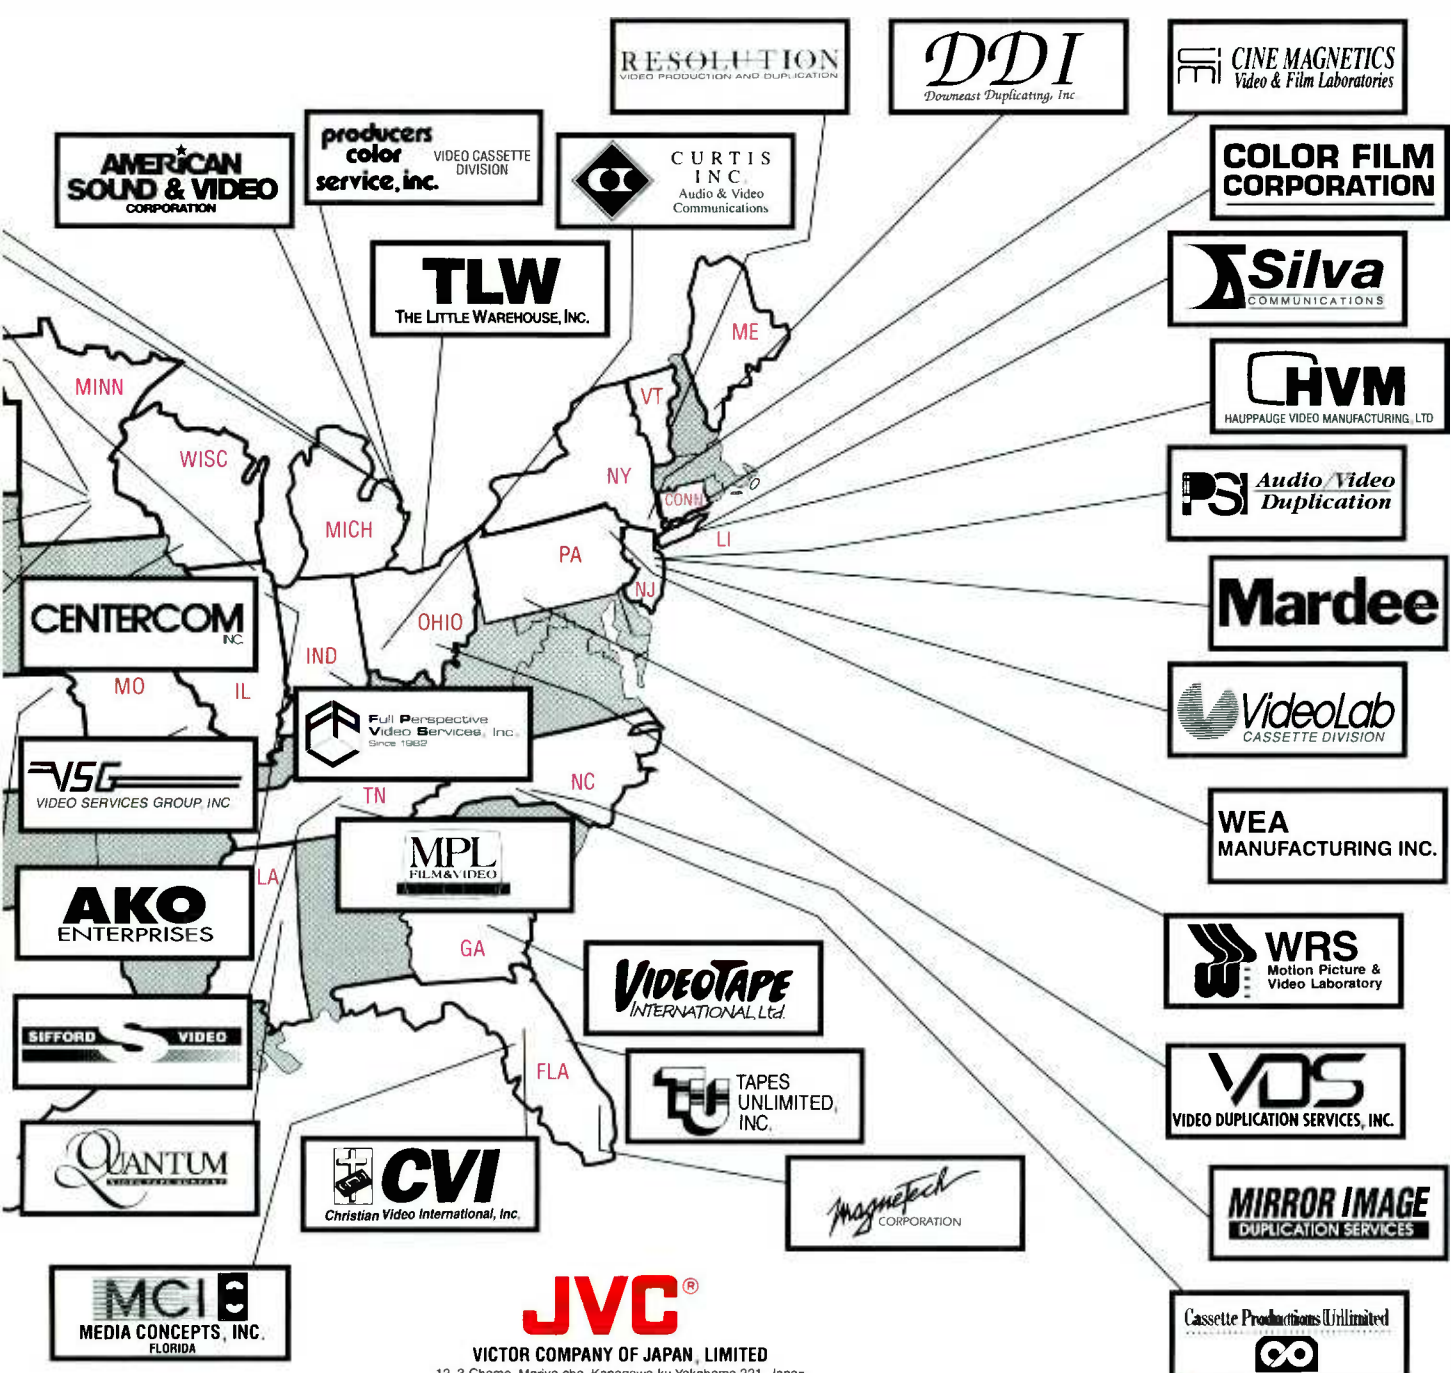 RESOLUTION
VIDEO PRODUCTION AND DUPLICATION
DDI
Downeast Duplicating, Inc
CINE MAGNETICS
Video & Film Laboratories
AMERICAN
SOUND & VIDEO
CORPORATION
producers
color
service, inc.
VIDEO CASSETTE
DIVISION
CURTIS
INC
Audio & Video
Communications
COLOR FILM
CORPORATION
TLW
THE LITTLE WAREHOUSE, INC.
Silva
COMMUNICATIONS
HVM
HAUPPAUGE VIDEO MANUFACTURING, LTD
PSI Audio/Video
Duplication
Mardee
VideoLab
CASSETTE DIVISION
WEA
MANUFACTURING INC.
WRS
Motion Picture &
Video Laboratory
VDS
VIDEO DUPLICATION SERVICES, INC.
MIRROR IMAGE
DUPLICATION SERVICES
Cassette Productions Unlimited
MINN
WISC
MICH
ME
VT
NY
CONN
LI
PA
NJ
OHIO
IND
IL
MO
TN
NC
LA
GA
FLA
CENTERCOM
INC.
Full Perspective
Video Services, Inc.
Since 1982
VSG
VIDEO SERVICES GROUP, INC
MPL
FILM & VIDEO
AKO
ENTERPRISES
VIDEOTAPE
INTERNATIONAL, Ltd.
SIFFORD S VIDEO
TU
TAPES
UNLIMITED,
INC.
QUANTUM
VIDEO TAPE COMPANY
CVI
Christian Video International, Inc.
Magnetech
CORPORATION
MCI
MEDIA CONCEPTS, INC.
FLORIDA
JVC®
VICTOR COMPANY OF JAPAN, LIMITED